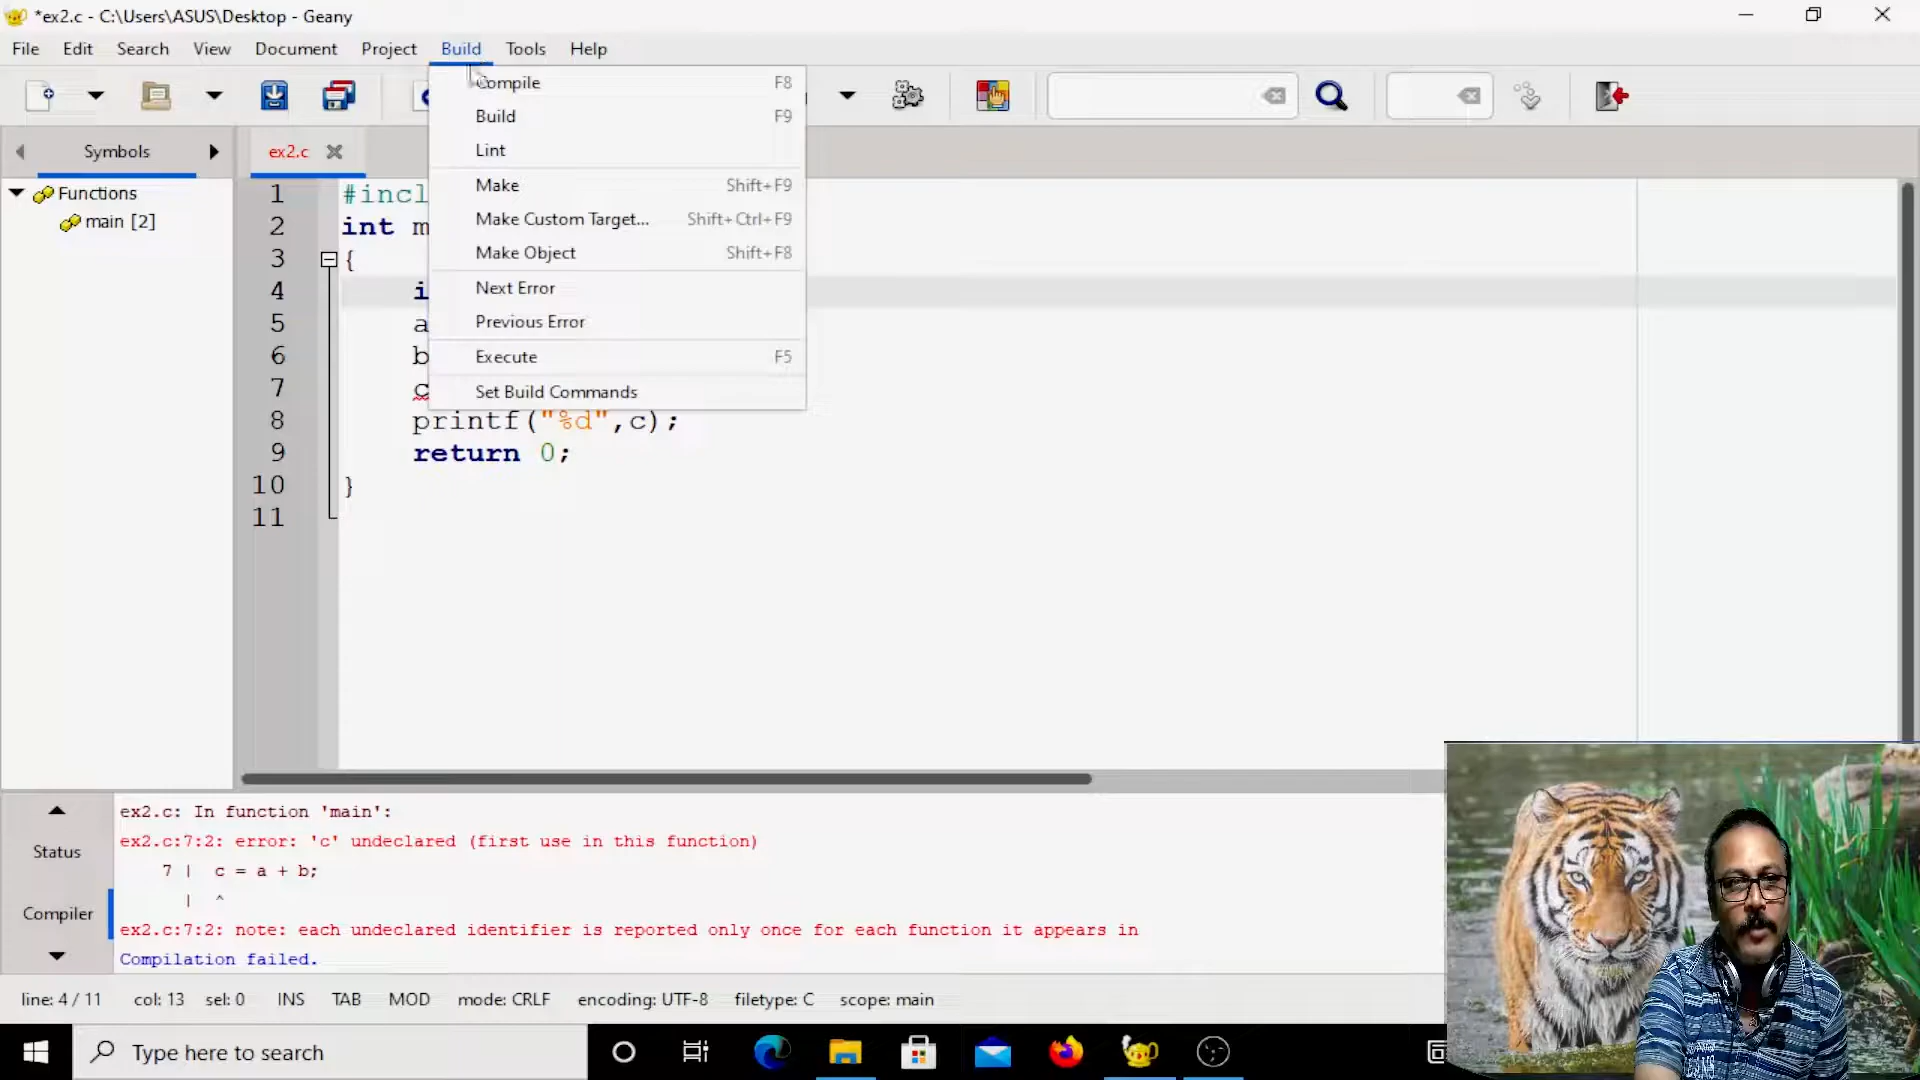 *ex2.c - C:\Users\ASUS\Desktop - Geany
File Edit Search View Document Project Build Tools Help
Compile F8
Build F9
Lint
Make Shift+F9
Make Custom Target... Shift+Ctrl+F9
Make Object Shift+F8
Next Error
Previous Error
Execute F5
Set Build Commands
Symbols
Functions
main [2]
ex2.c
1 #incl
2 int m
3 {
4 i
5 a
6 b
7 c
8 printf("%d",c);
9 return 0;
10 }
11
Status
Compiler
ex2.c: In function 'main':
ex2.c:7:2: error: 'c' undeclared (first use in this function)
7 | c = a + b;
| ^
ex2.c:7:2: note: each undeclared identifier is reported only once for each function it appears in
Compilation failed.
line: 4 / 11 col: 13 sel: 0 INS TAB MOD mode: CRLF encoding: UTF-8 filetype: C scope: main
Type here to search